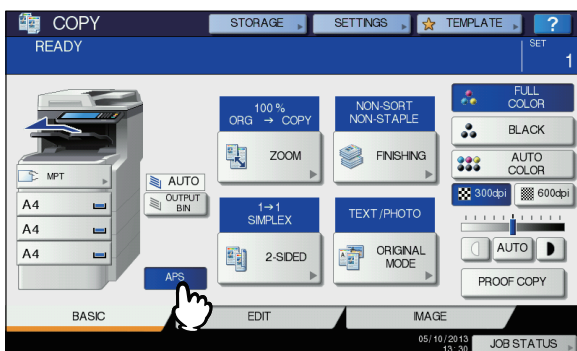 COPY
STORAGE
SETTINGS
TEMPLATE
?
READY
SET
1
MPT
A4
A4
A4
AUTO
OUTPUT
BIN
APS
100 %
ORG → COPY
ZOOM
NON-SORT
NON-STAPLE
FINISHING
1→1
SIMPLEX
2-SIDED
TEXT/PHOTO
ORIGINAL
MODE
FULL
COLOR
BLACK
AUTO
COLOR
300dpi
600dpi
AUTO
PROOF COPY
BASIC
EDIT
IMAGE
05/10/2013
13:30
JOB STATUS